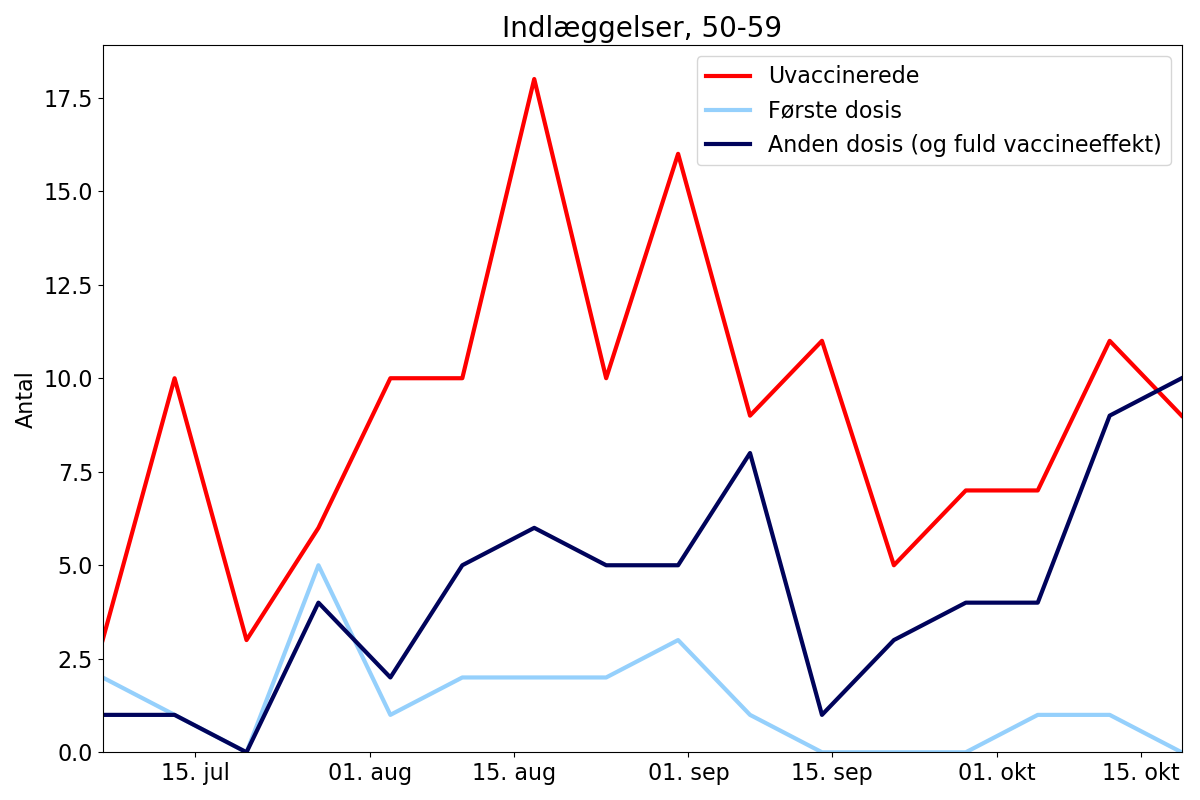 Indlæggelser, 50-59
Uvaccinerede
Første dosis
Anden dosis (og fuld vaccineeffekt)
Antal
17.5
15.0
12.5
10.0
7.5
5.0
2.5
0.0
15. jul
01. aug
15. aug
01. sep
15. sep
01. okt
15. okt